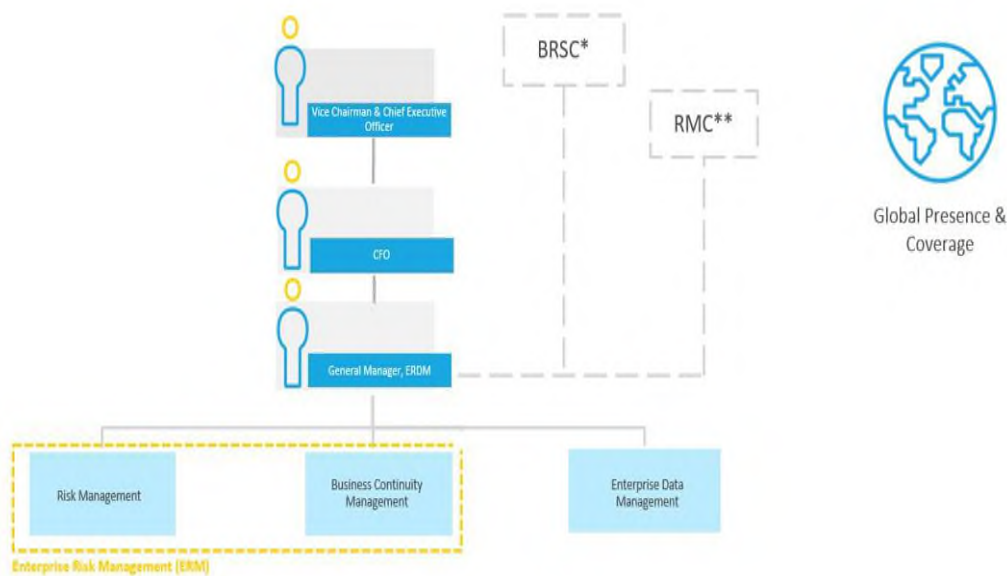 BRSC*
RMC**
Vice Chairman & Chief Executive
Officer
Global Presence &
Coverage
CFO
General Manager, ERDM
Risk Management
Business Continuity
Management
Enterprise Data
Management
Enterprise Risk Management (ERM)